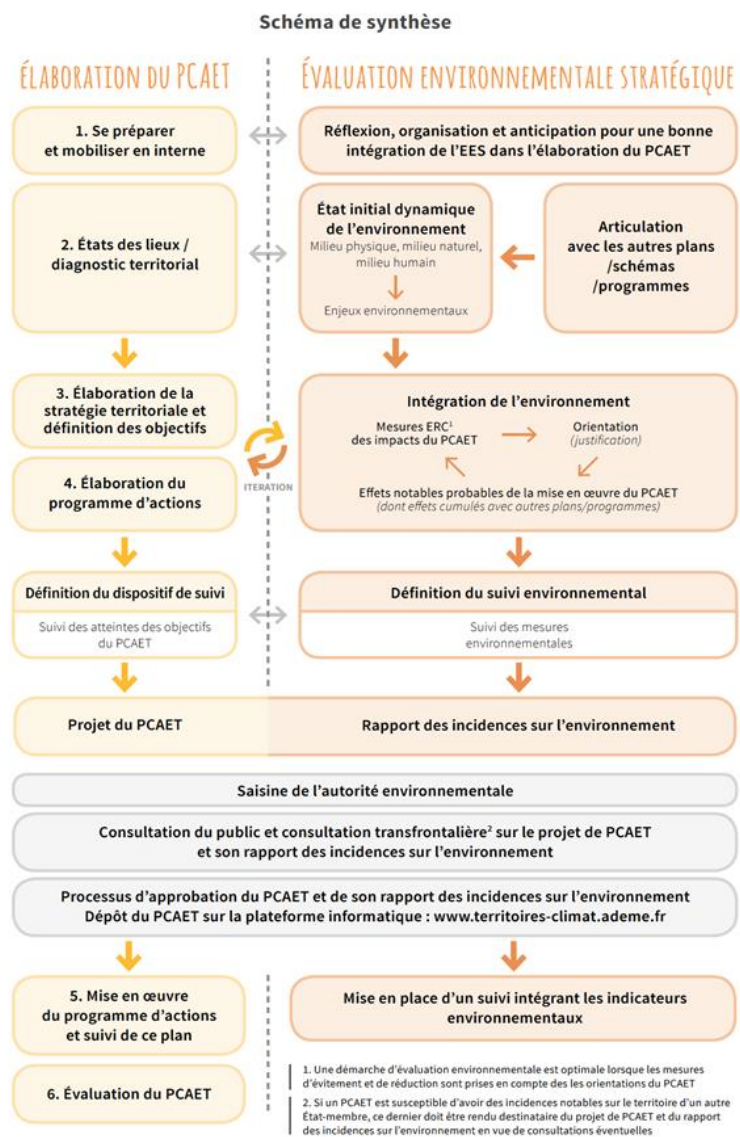 Schéma de synthèse
ÉLABORATION DU PCAET
ÉVALUATION ENVIRONNEMENTALE STRATÉGIQUE
1. Se préparer
et mobiliser en interne
Réflexion, organisation et anticipation pour une bonne
intégration de l'EES dans l'élaboration du PCAET
2. États des lieux /
diagnostic territorial
État initial dynamique
de l'environnement
Milieu physique, milieu naturel,
milieu humain
Enjeux environnementaux
Articulation
avec les autres plans
/schémas
/programmes
3. Élaboration de la
stratégie territoriale et
définition des objectifs
4. Élaboration du
programme d'actions
ITERATION
Intégration de l'environnement
Mesures ERC¹
des impacts du PCAET
Orientation
(justification)
Effets notables probables de la mise en œuvre du PCAET
(dont effets cumulés avec autres plans/programmes)
Définition du dispositif de suivi
Suivi des atteintes des objectifs
du PCAET
Définition du suivi environnemental
Suivi des mesures
environnementales
Projet du PCAET
Rapport des incidences sur l'environnement
Saisine de l'autorité environnementale
Consultation du public et consultation transfrontalière² sur le projet de PCAET
et son rapport des incidences sur l'environnement
Processus d'approbation du PCAET et de son rapport des incidences sur l'environnement
Dépôt du PCAET sur la plateforme informatique : www.territoires-climat.ademe.fr
5. Mise en œuvre
du programme d'actions
et suivi de ce plan
Mise en place d'un suivi intégrant les indicateurs
environnementaux
6. Évaluation du PCAET
1. Une démarche d'évaluation environnementale est optimale lorsque les mesures
d'évitement et de réduction sont prises en compte des les orientations du PCAET
2. Si un PCAET est susceptible d'avoir des incidences notables sur le territoire d'un autre
État-membre, ce dernier doit être rendu destinataire du projet de PCAET et du rapport
des incidences sur l'environnement en vue de consultations éventuelles